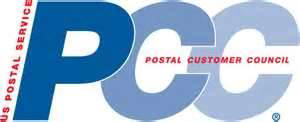 US POSTAL SERVICE
PCC
POSTAL CUSTOMER COUNCIL
®